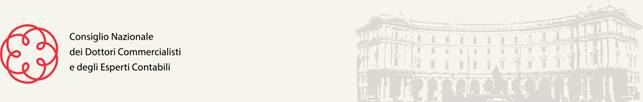 Consiglio Nazionale
dei Dottori Commercialisti
e degli Esperti Contabili